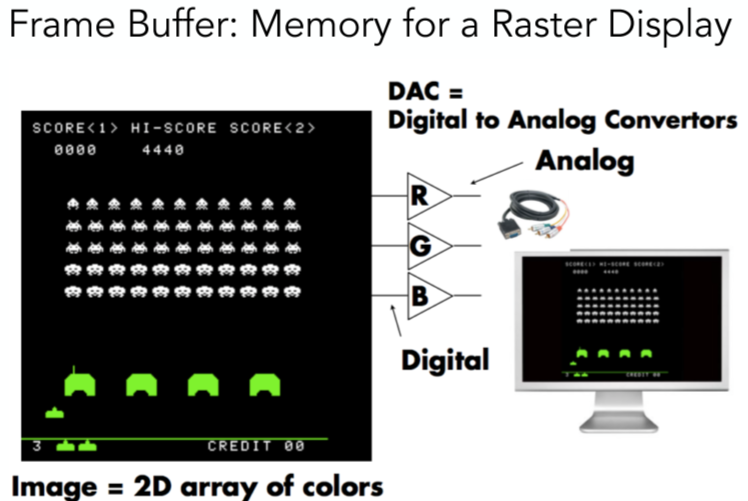 Frame Buffer: Memory for a Raster Display
DAC =
Digital to Analog Convertors
SCORE<1> HI-SCORE SCORE<2>
0000 4440
Analog
R
G
B
Digital
SCORE<1> HI-SCORE SCORE<2>
0000 4440
3 CREDIT 00
3 CREDIT 00
Image = 2D array of colors